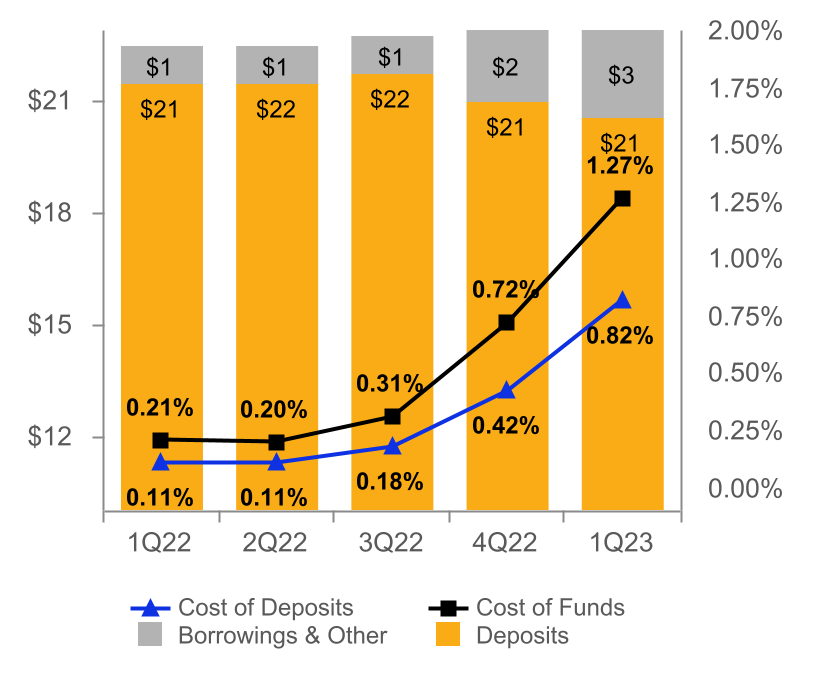 2.00%
$1 $1 $1 $2 $3
1.75%
$21
$21 $22 $22 $21 $21
1.50%
1.27%
$18
1.25%
1.00%
0.72%
$15
0.75%
0.82%
0.50%
0.21% 0.20% 0.31%
0.42%
$12
0.25%
0.11% 0.11% 0.18%
0.00%
1Q22 2Q22 3Q22 4Q22 1Q23
Cost of Deposits Cost of Funds
Borrowings & Other Deposits